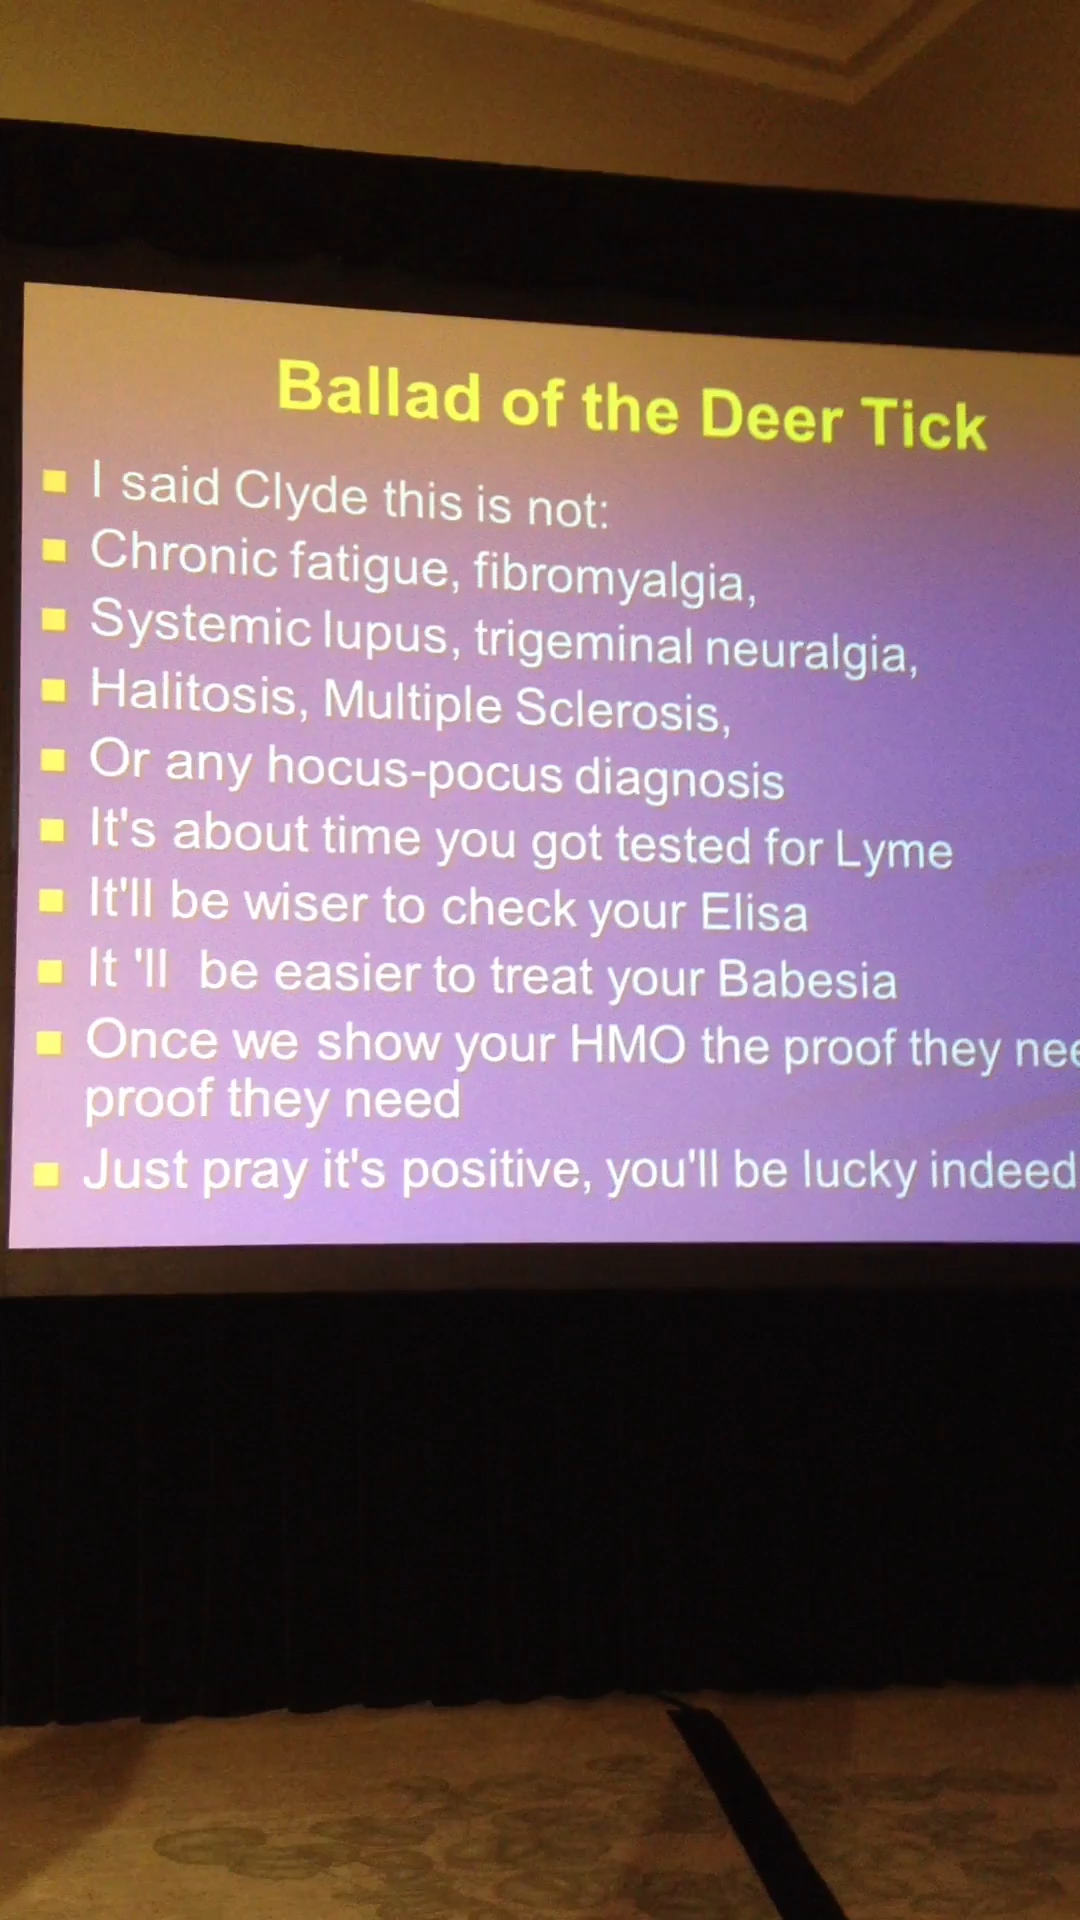 Ballad of the Deer Tick
I said Clyde this is not:
Chronic fatigue, fibromyalgia,
Systemic lupus, trigeminal neuralgia,
Halitosis, Multiple Sclerosis,
Or any hocus-pocus diagnosis
It's about time you got tested for Lyme
It'll be wiser to check your Elisa
It 'll be easier to treat your Babesia
Once we show your HMO the proof they
proof they need
Just pray it's positive, you'll be lucky indeed